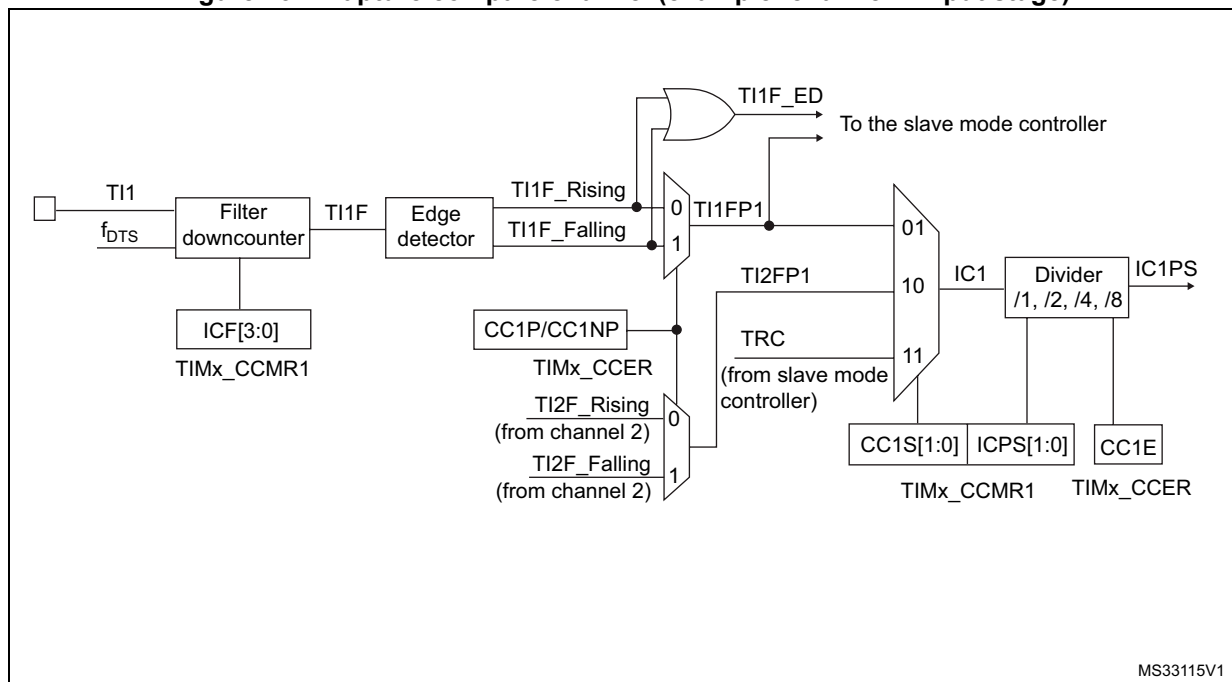 TI1F_ED
To the slave mode controller
TI1
fDTS
Filter
downcounter
TI1F
Edge
detector
TI1F_Rising
TI1F_Falling
0
1
TI1FP1
01
10
11
TI2FP1
TRC
(from slave mode
controller)
IC1
Divider
/1, /2, /4, /8
IC1PS
ICF[3:0]
TIMx_CCMR1
CC1P/CC1NP
TIMx_CCER
TI2F_Rising
(from channel 2)
TI2F_Falling
(from channel 2)
0
1
CC1S[1:0]
ICPS[1:0]
TIMx_CCMR1
CC1E
TIMx_CCER
MS33115V1